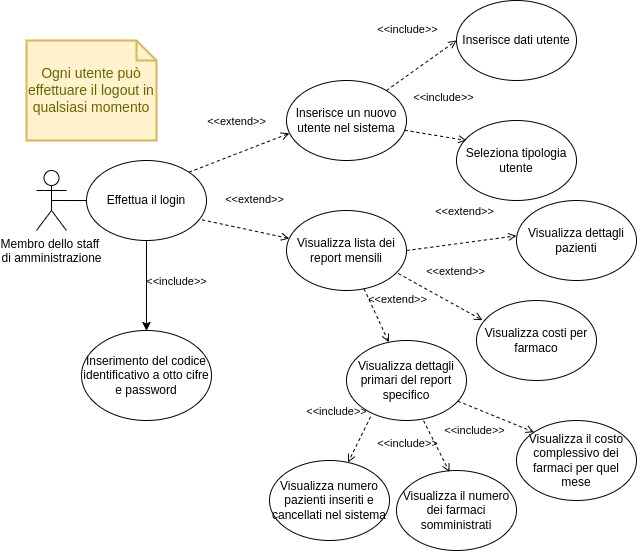 Ogni utente può
effettuare il logout in
qualsiasi momento
<<include>>
Inserisce dati utente
<<extend>>
Inserisce un nuovo
utente nel sistema
<<include>>
Seleziona tipologia
utente
Effettua il login
Membro dello staff
di amministrazione
<<extend>>
Visualizza lista dei
report mensili
<<extend>>
Visualizza dettagli
pazienti
<<include>>
<<extend>>
<<extend>>
Visualizza costi per
farmaco
Inserimento del codice
identificativo a otto cifre
e password
Visualizza dettagli
primari del report
specifico
<<include>>
<<include>>
<<include>>
Visualizza il costo
complessivo dei
farmaci per quel
mese
Visualizza numero
pazienti inseriti e
cancellati nel sistema
Visualizza il numero
dei farmaci
somministrati